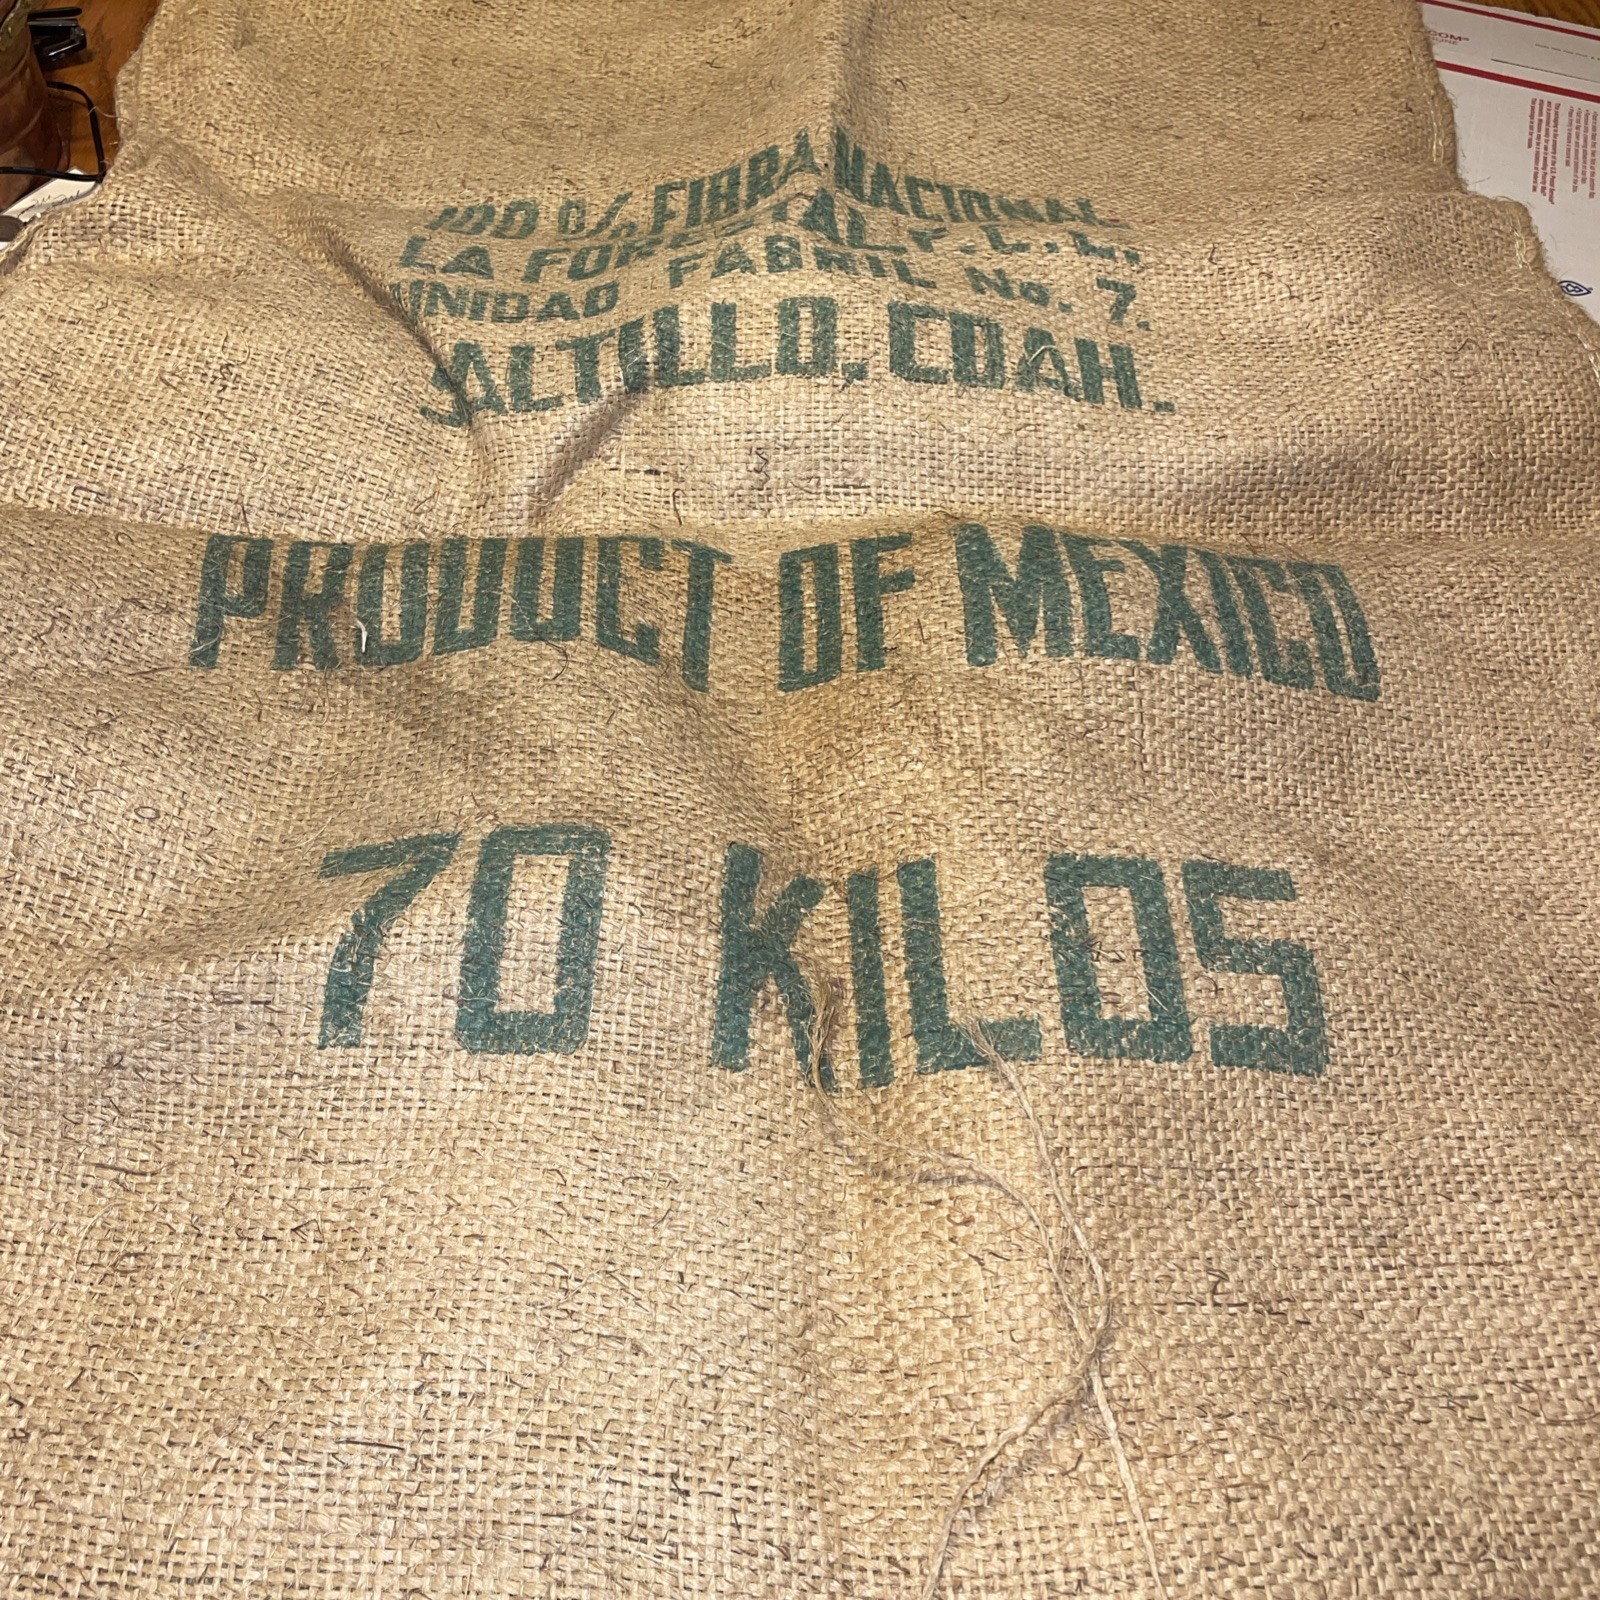 100 % FIBRA NACIONAL
LA FORESTAL, F.C.L.
UNIDAD FABRIL No. 7.
SALTILLO, COAH.
PRODUCT OF MEXICO
70 KILOS